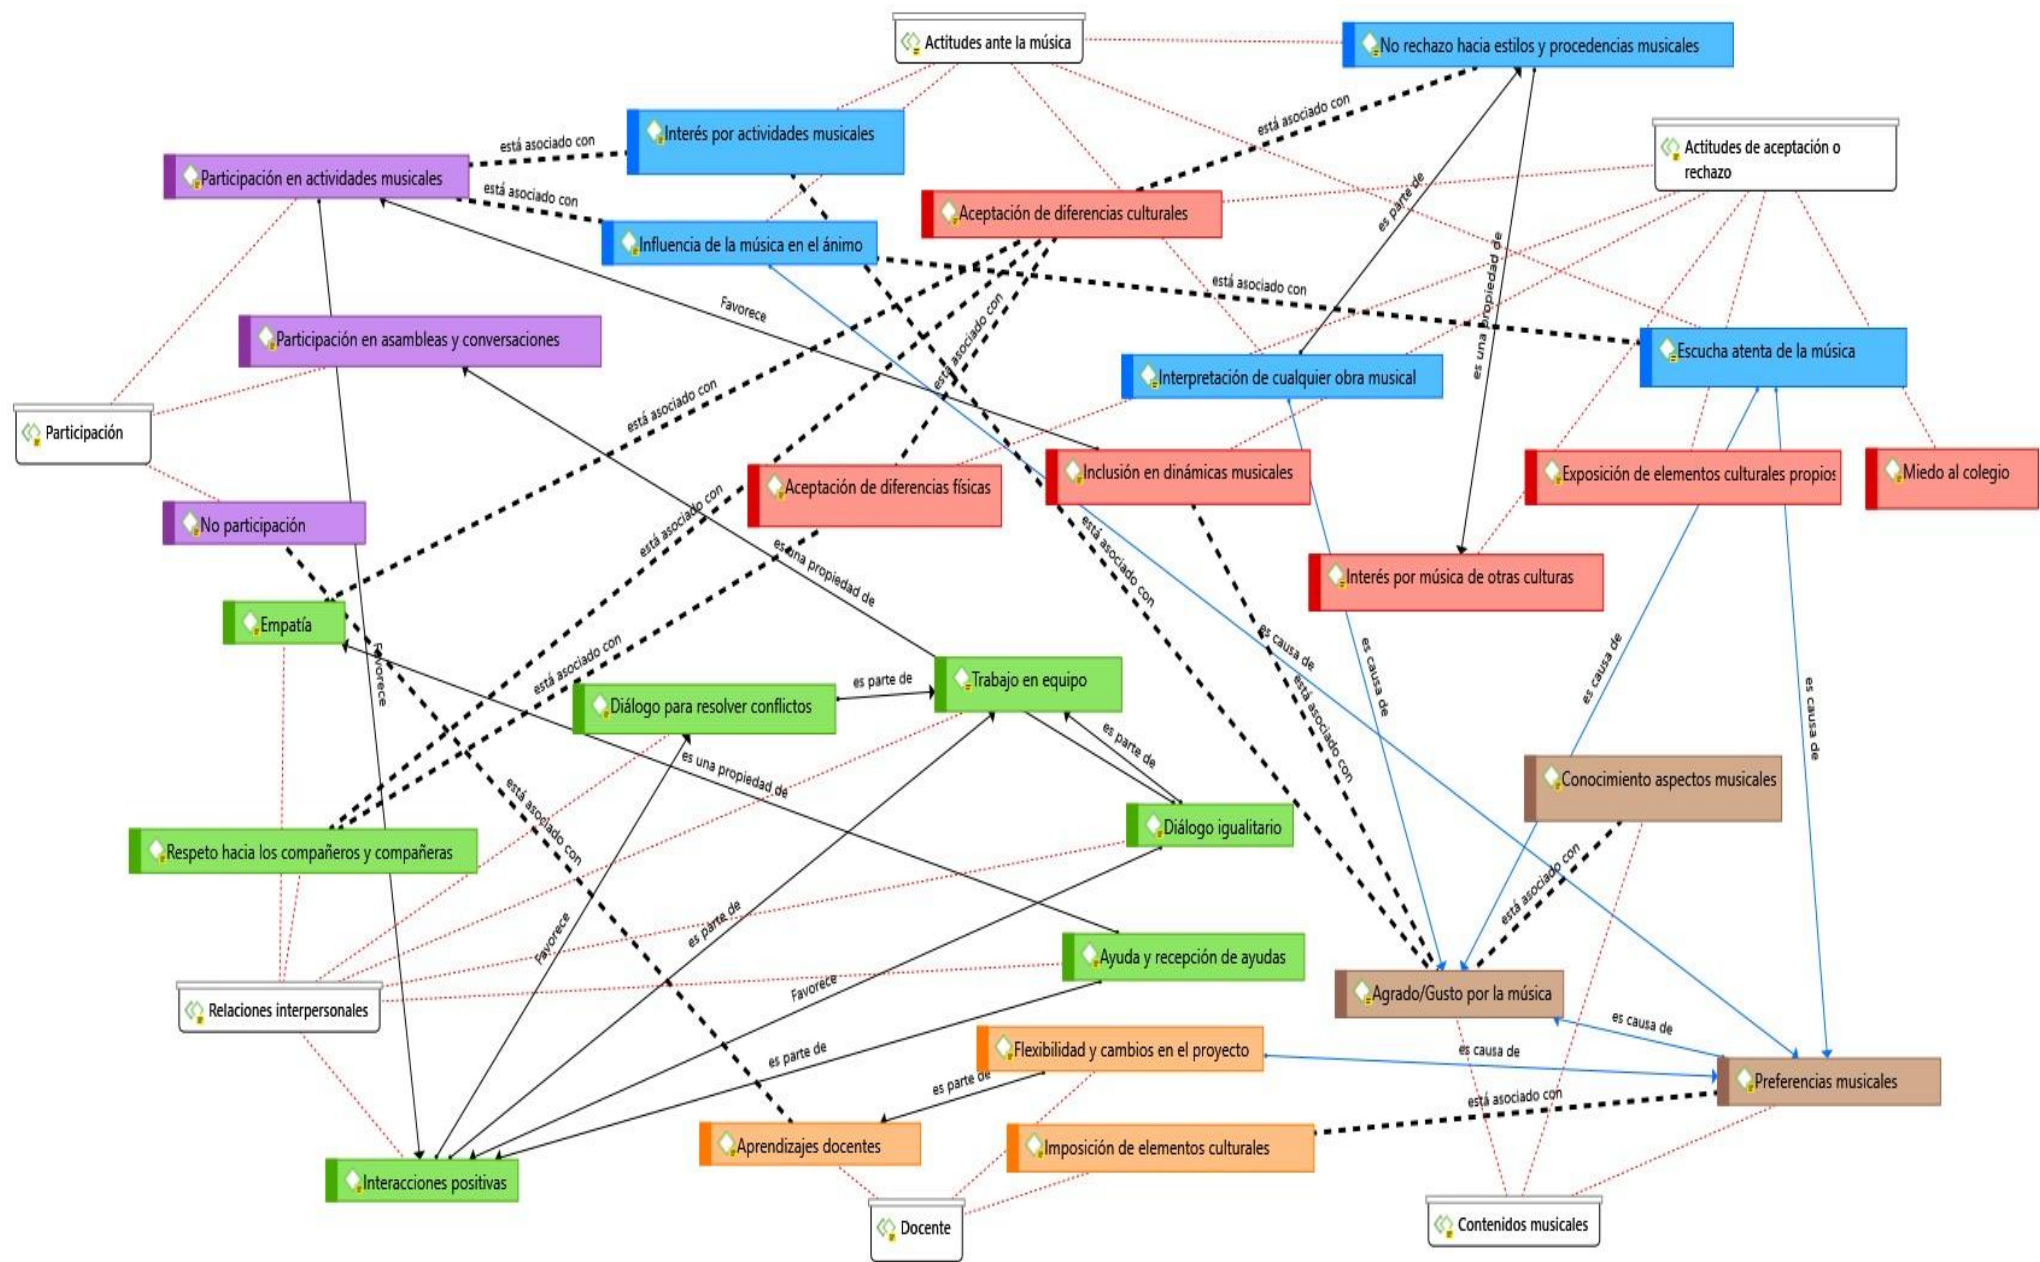 Actitudes ante la música
No rechazo hacia estilos y procedencias musicales
está asociado con
Interés por actividades musicales
está asociado con
Actitudes de aceptación o
rechazo
Participación en actividades musicales
está asociado con
es parte de
Aceptación de diferencias culturales
Influencia de la música en el ánimo
es una propiedad de
está asociado con
Favorece
está asociado con
Participación en asambleas y conversaciones
Escucha atenta de la música
Interpretación de cualquier obra musical
está asociado con
Participación
Inclusión en dinámicas musicales
Exposición de elementos culturales propios
Miedo al colegio
Aceptación de diferencias físicas
está asociado con
No participación
está asociado con
es una propiedad de
Interés por música de otras culturas
Empatía
es causa de
es causa de
es causa de
Favorece
está asociado con
Trabajo en equipo
es parte de
Diálogo para resolver conflictos
está asociado con
es causa de
es parte de
es una propiedad de
Conocimiento aspectos musicales
está asociado con
Diálogo igualitario
Respeto hacia los compañeros y compañeras
está asociado con
es parte de
Favorece
Ayuda y recepción de ayudas
Favorece
Agrado/Gusto por la música
Relaciones interpersonales
es causa de
Flexibilidad y cambios en el proyecto
es causa de
es parte de
es parte de
Preferencias musicales
está asociado con
Aprendizajes docentes
Imposición de elementos culturales
Interacciones positivas
Docente
Contenidos musicales